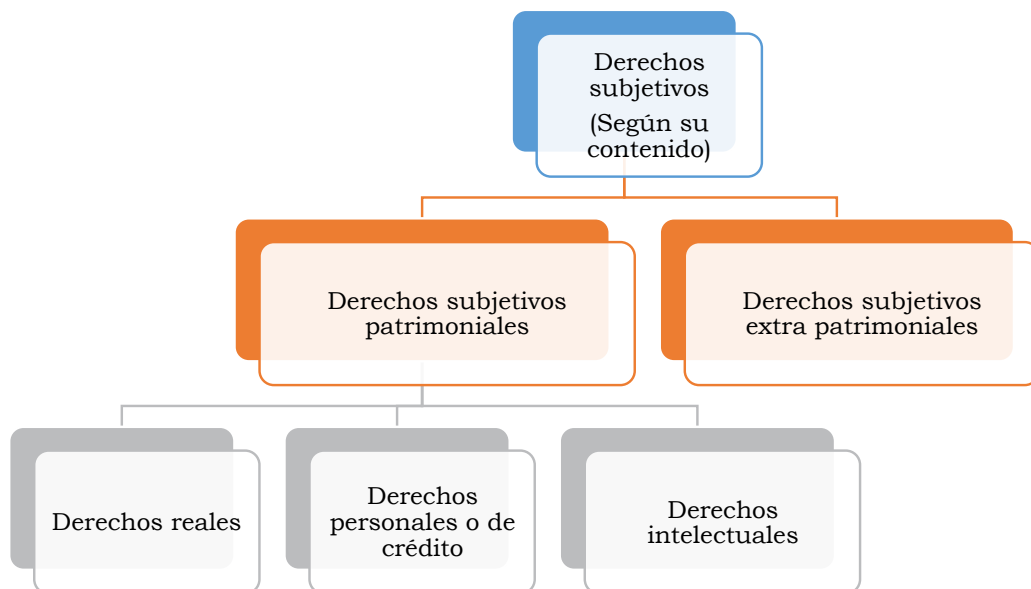 Derechos
subjetivos
(Según su
contenido)
Derechos subjetivos
patrimoniales
Derechos subjetivos
extra patrimoniales
Derechos reales
Derechos
personales o de
crédito
Derechos
intelectuales